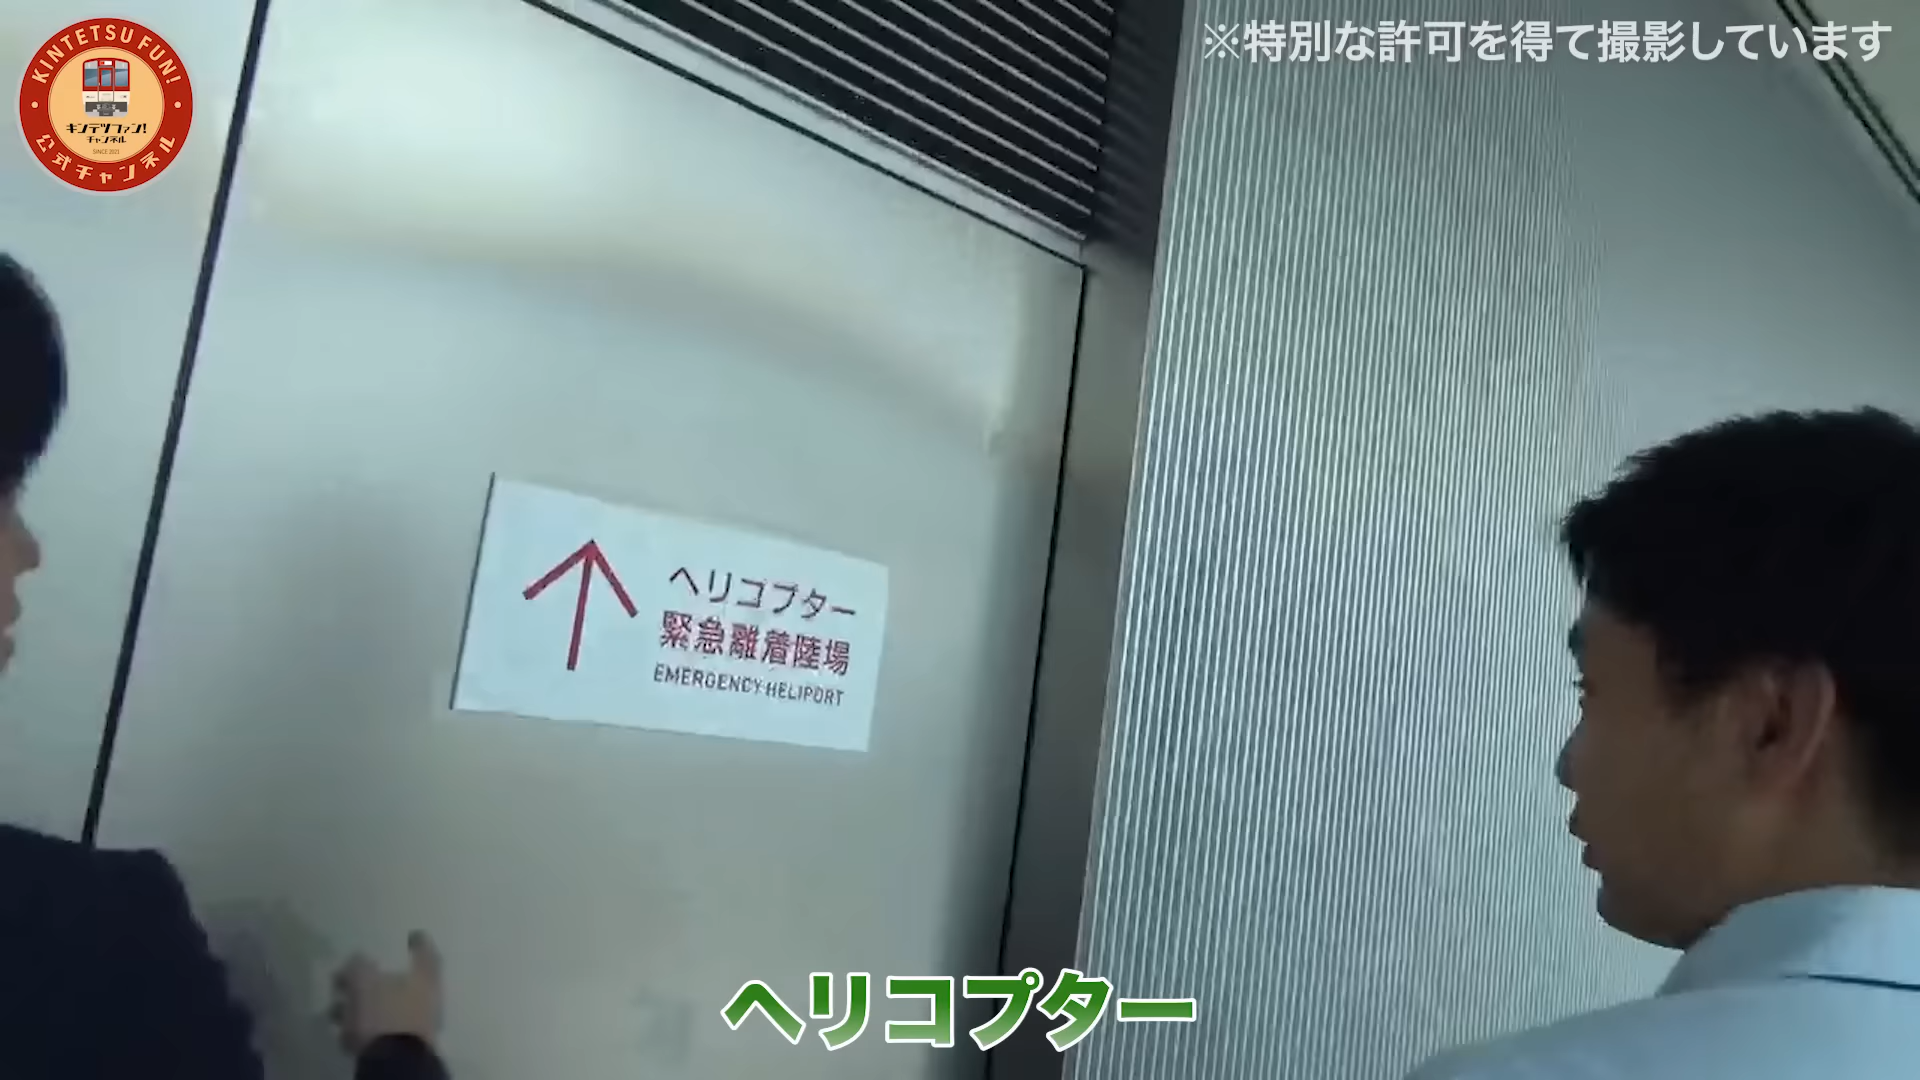 KINTETSU FUN!
キンテツファン!
チャンネル
SINCE 2021
公式チャンネル
※特別な許可を得て撮影しています
ヘリコプター
緊急離着陸場
EMERGENCY HELIPORT
ヘリコプター